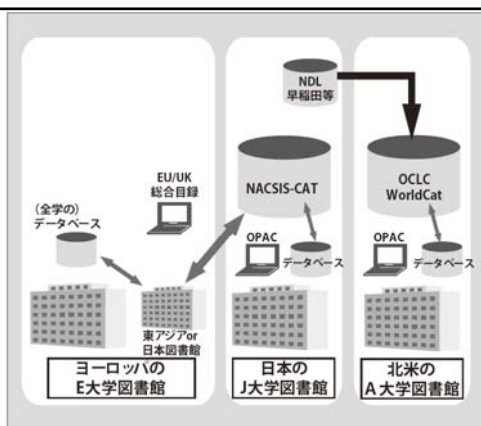 NDL
早稲田等
EU/UK
総合目録
NACSIS-CAT
OCLC
WorldCat
(全学の)
データベース
OPAC
データベース
OPAC
データベース
東アジアor
日本図書館
ヨーロッパの
E大学図書館
日本の
J大学図書館
北米の
A大学図書館